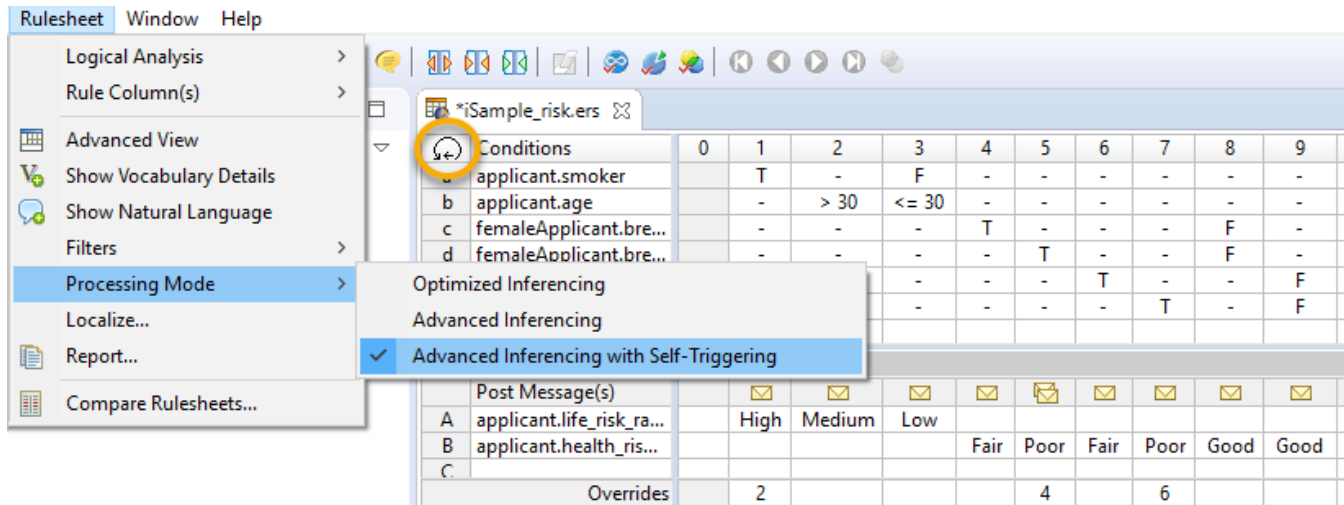 Rulesheet Window Help
Logical Analysis
Rule Column(s)
Advanced View
Show Vocabulary Details
Show Natural Language
Filters
Processing Mode
Localize...
Report...
Compare Rulesheets...
Optimized Inferencing
Advanced Inferencing
Advanced Inferencing with Self-Triggering
*iSample_risk.ers
Conditions 0 1 2 3 4 5 6 7 8 9
applicant.smoker T - F - - - - - -
b applicant.age - > 30 <= 30 - - - - - -
c femaleApplicant.bre... - - - T - - - F -
d femaleApplicant.bre... - - - - T - - F -
- - - T - - F
- - - - T - F
Post Message(s)
A applicant.life_risk_ra... High Medium Low
B applicant.health_ris... Fair Poor Fair Poor Good Good
C
Overrides 2 4 6